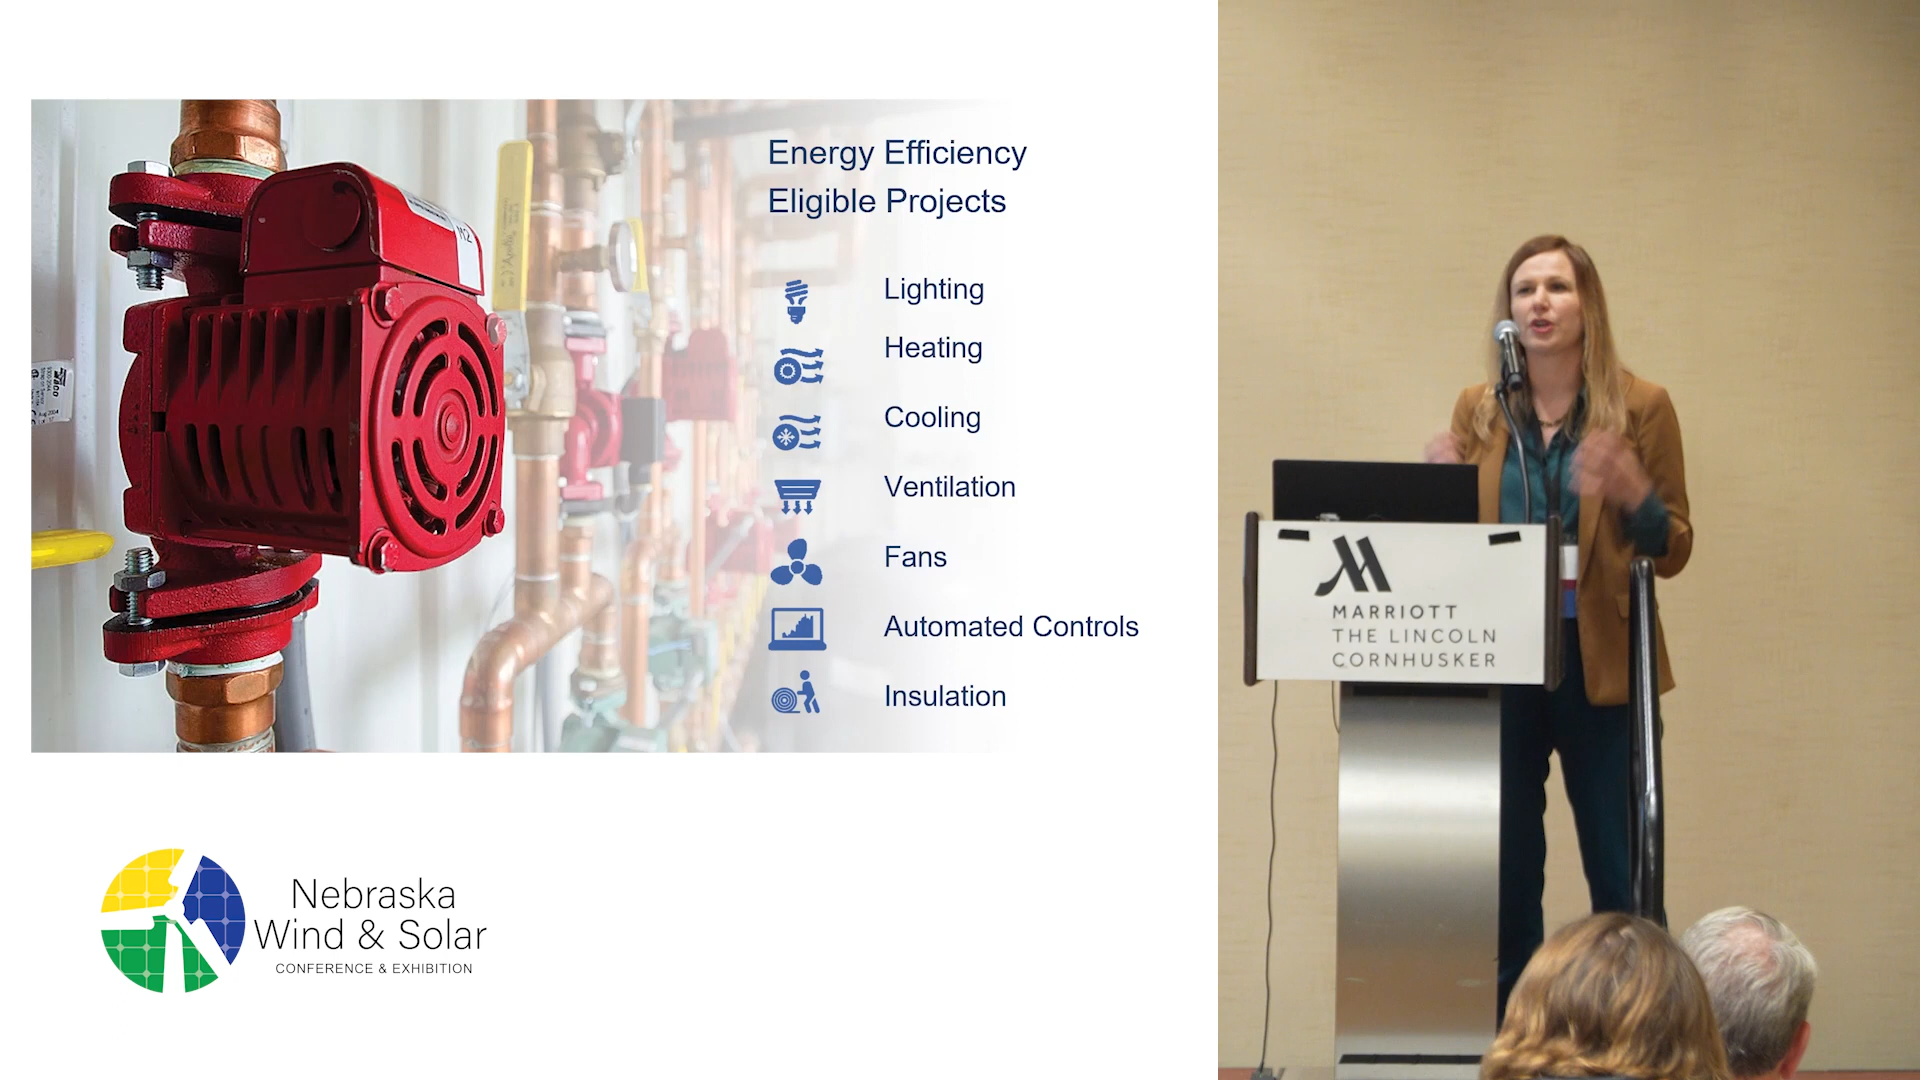 Energy Efficiency
Eligible Projects
Lighting
Heating
Cooling
Ventilation
Fans
Automated Controls
Insulation
Nebraska
Wind & Solar
CONFERENCE & EXHIBITION
MARRIOTT
THE LINCOLN
CORNHUSKER